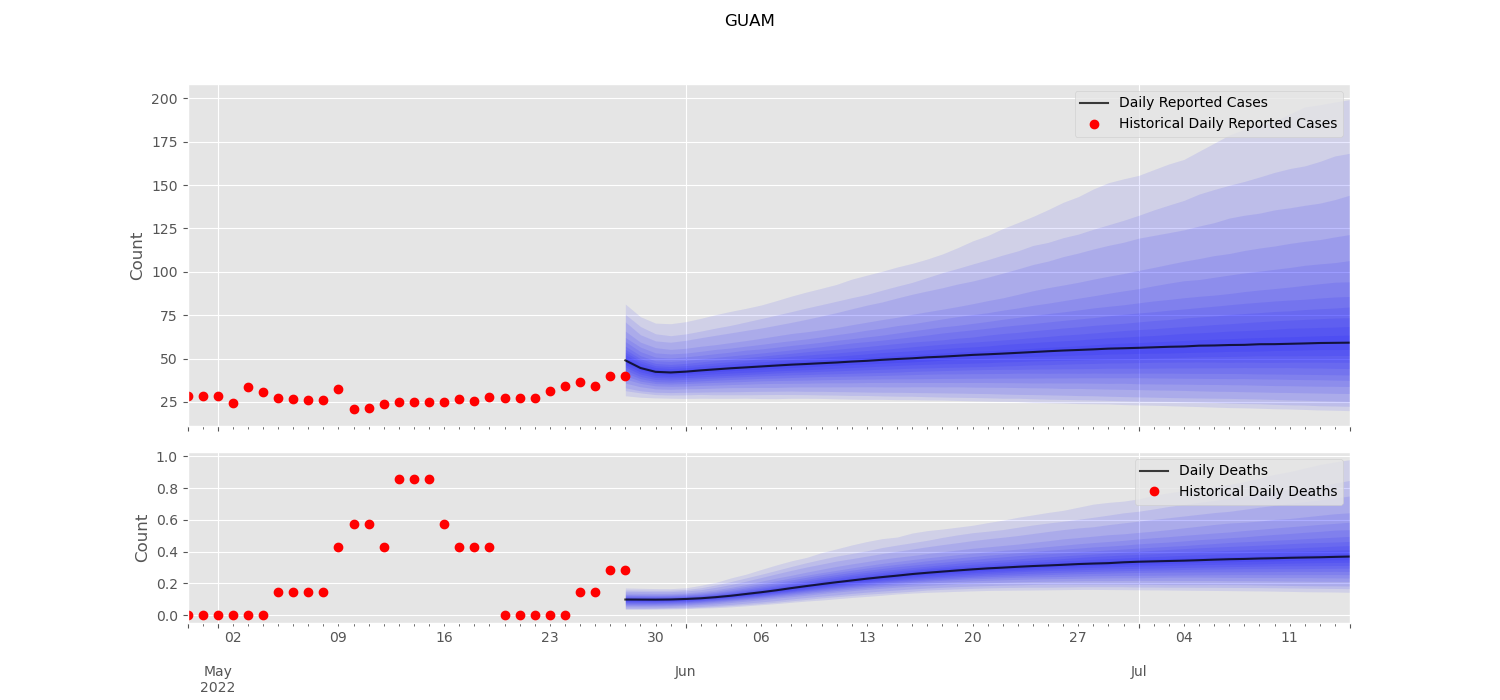 GUAM
200
175
150
125
100
75
50
25
Count
Daily Reported Cases
Historical Daily Reported Cases
1.0
0.8
0.6
0.4
0.2
0.0
Count
Daily Deaths
Historical Daily Deaths
02 09 16 23 30 06 13 20 27 04 11
May Jun Jul
2022